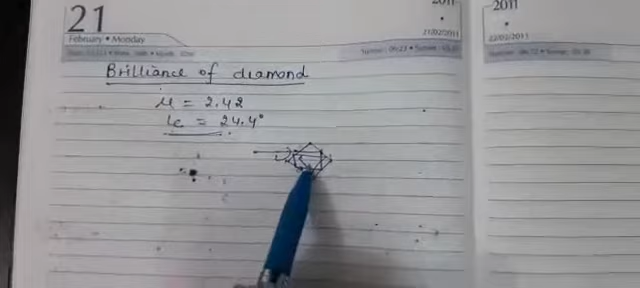 21
February • Monday
2011
21/02/2011
2011
22/02/2011
Brilliance of diamond
μ = 2.42
ic = 24.4°